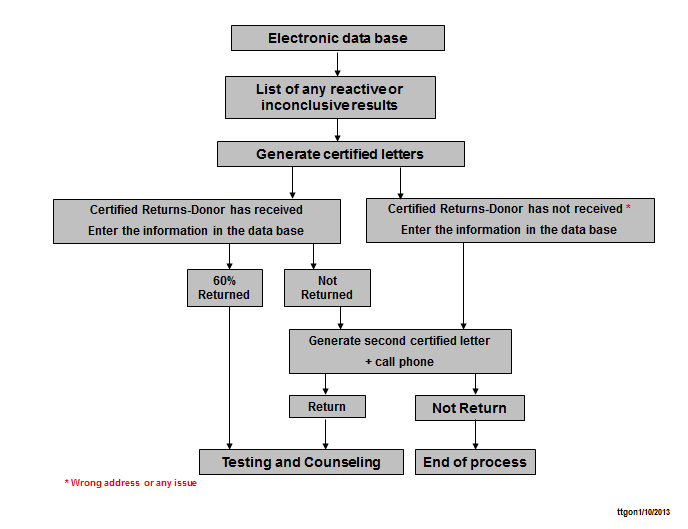 Electronic data base
List of any reactive or
inconclusive results
Generate certified letters
Certified Returns-Donor has received
Enter the information in the data base
Certified Returns-Donor has not received *
Enter the information in the data base
60%
Returned
Not
Returned
Generate second certified letter
+ call phone
Return
Not Return
Testing and Counseling
End of process
* Wrong address or any issue
ttgon1/10/2013